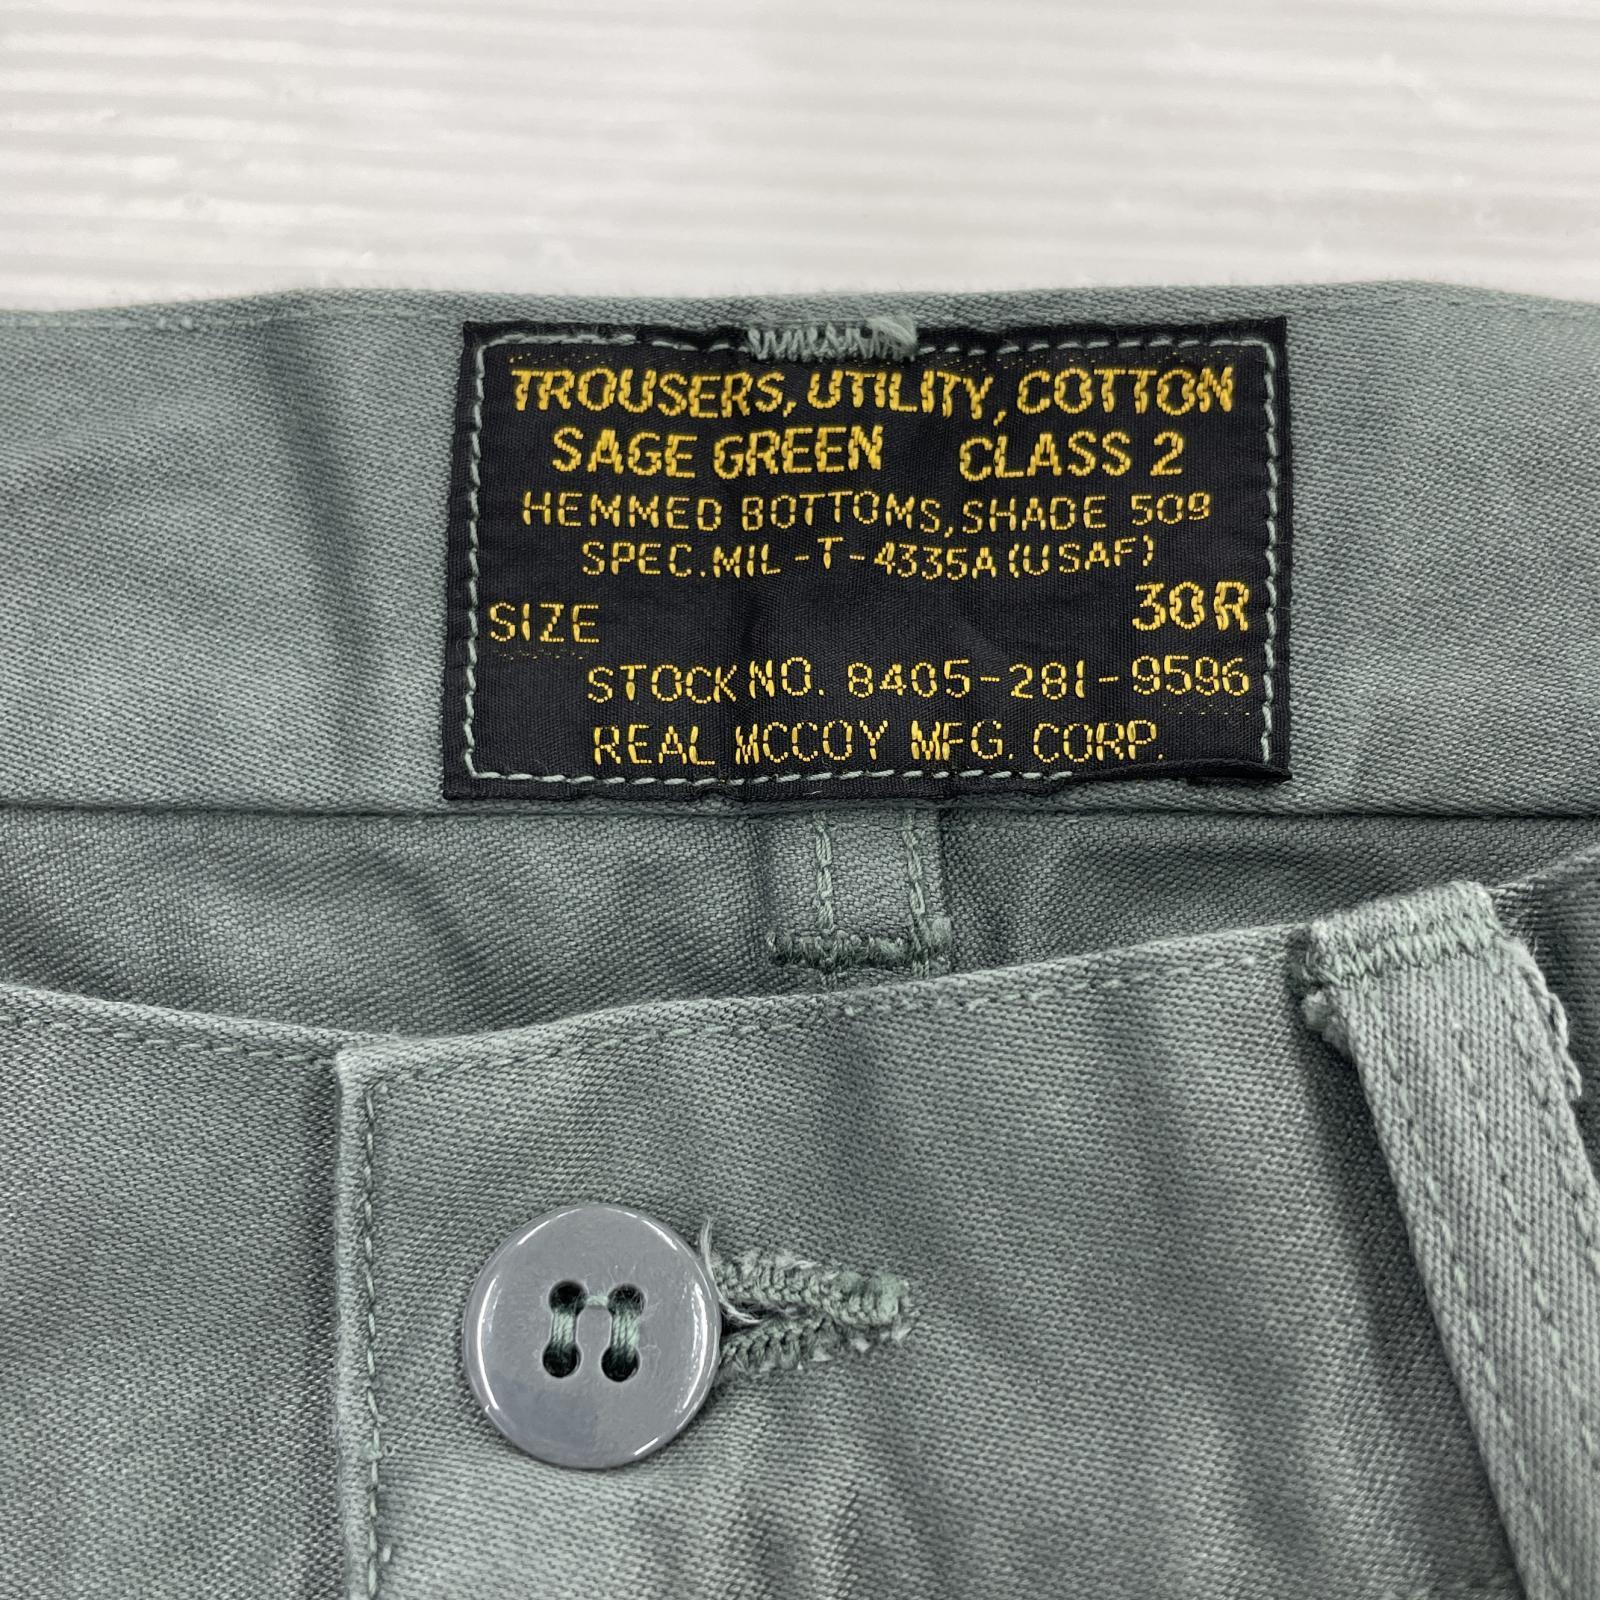 TROUSERS, UTILITY, COTTON
SAGE GREEN CLASS 2
HEMMED BOTTOMS, SHADE 509
SPEC. MIL-T-4335A (USAF)
SIZE 30R
STOCK NO. 8405-281-9596
REAL MCCOY MFG. CORP.